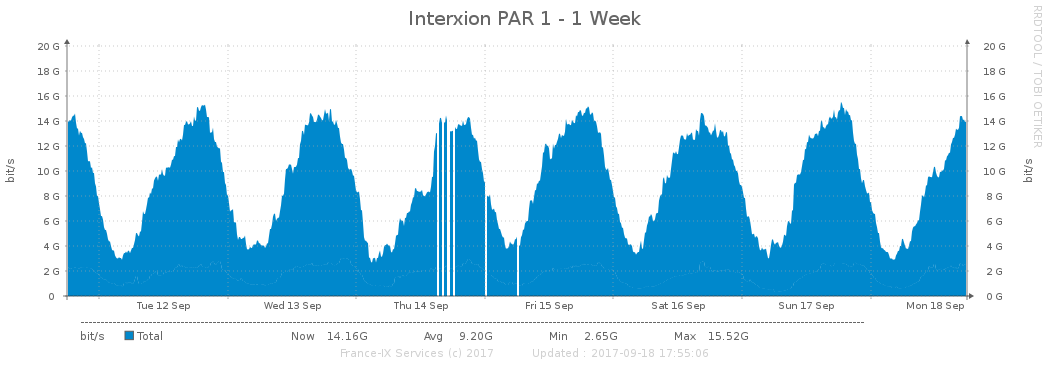 Interxion PAR 1 - 1 Week
RRDTOOL / TOBI OETIKER
bit/s
20 G 20 G
18 G 18 G
16 G 16 G
14 G 14 G
12 G 12 G
10 G 10 G
8 G 8 G
6 G 6 G
4 G 4 G
2 G 2 G
0 0 G
bit/s
Tue 12 Sep Wed 13 Sep Thu 14 Sep Fri 15 Sep Sat 16 Sep Sun 17 Sep Mon 18 Sep
bit/s Total Now 14.16G Avg 9.20G Min 2.65G Max 15.52G
France-IX Services (c) 2017 Updated : 2017-09-18 17:55:06